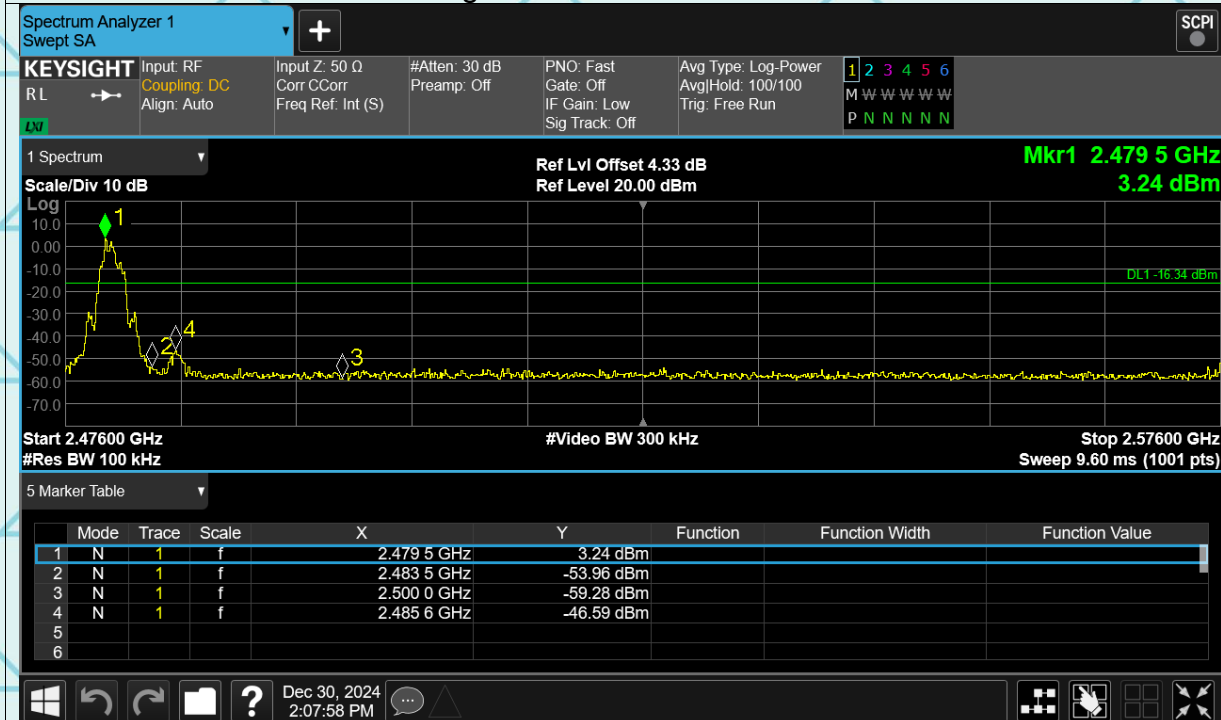 Spectrum Analyzer 1
Swept SA
+
SCPI
KEYSIGHT Input: RF Input Z: 50 Ω #Atten: 30 dB PNO: Fast Avg Type: Log-Power 1 2 3 4 5 6
R L Coupling: DC Corr CCorr Preamp: Off Gate: Off Avg|Hold: 100/100 M W W W W W
Align: Auto Freq Ref: Int (S) IF Gain: Low Trig: Free Run
LXI Sig Track: Off P N N N N N
1 Spectrum
Ref Lvl Offset 4.33 dB Mkr1 2.479 5 GHz
Scale/Div 10 dB Ref Level 20.00 dBm 3.24 dBm
Log
1
10.0
0.00
-10.0
DL1 -16.34 dBm
-20.0
-30.0
4
-40.0
2
3
-50.0
-60.0
-70.0
Start 2.47600 GHz #Video BW 300 kHz Stop 2.57600 GHz
#Res BW 100 kHz Sweep 9.60 ms (1001 pts)
5 Marker Table
Mode Trace Scale X Y Function Function Width Function Value
1 N 1 f 2.479 5 GHz 3.24 dBm
2 N 1 f 2.483 5 GHz -53.96 dBm
3 N 1 f 2.500 0 GHz -59.28 dBm
4 N 1 f 2.485 6 GHz -46.59 dBm
5
6
? Dec 30, 2024
2:07:58 PM